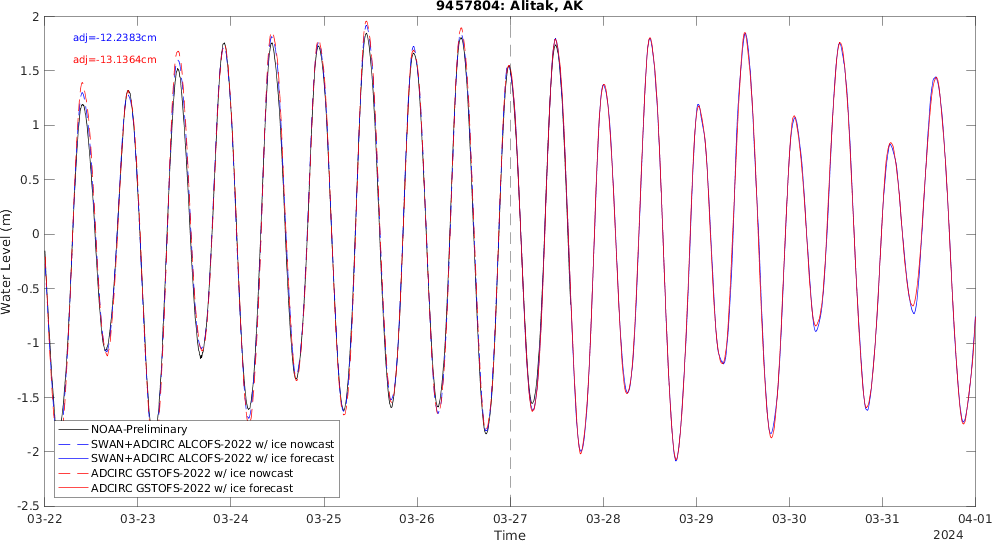 9457804: Alitak, AK
adj=-12.2383cm
adj=-13.1364cm
2
1.5
1
0.5
0
-0.5
-1
-1.5
-2
-2.5
Water Level (m)
NOAA-Preliminary
SWAN+ADCIRC ALCOFS-2022 w/ ice nowcast
SWAN+ADCIRC ALCOFS-2022 w/ ice forecast
ADCIRC GSTOFS-2022 w/ ice nowcast
ADCIRC GSTOFS-2022 w/ ice forecast
03-22 03-23 03-24 03-25 03-26 03-27 03-28 03-29 03-30 03-31 04-01
Time
2024